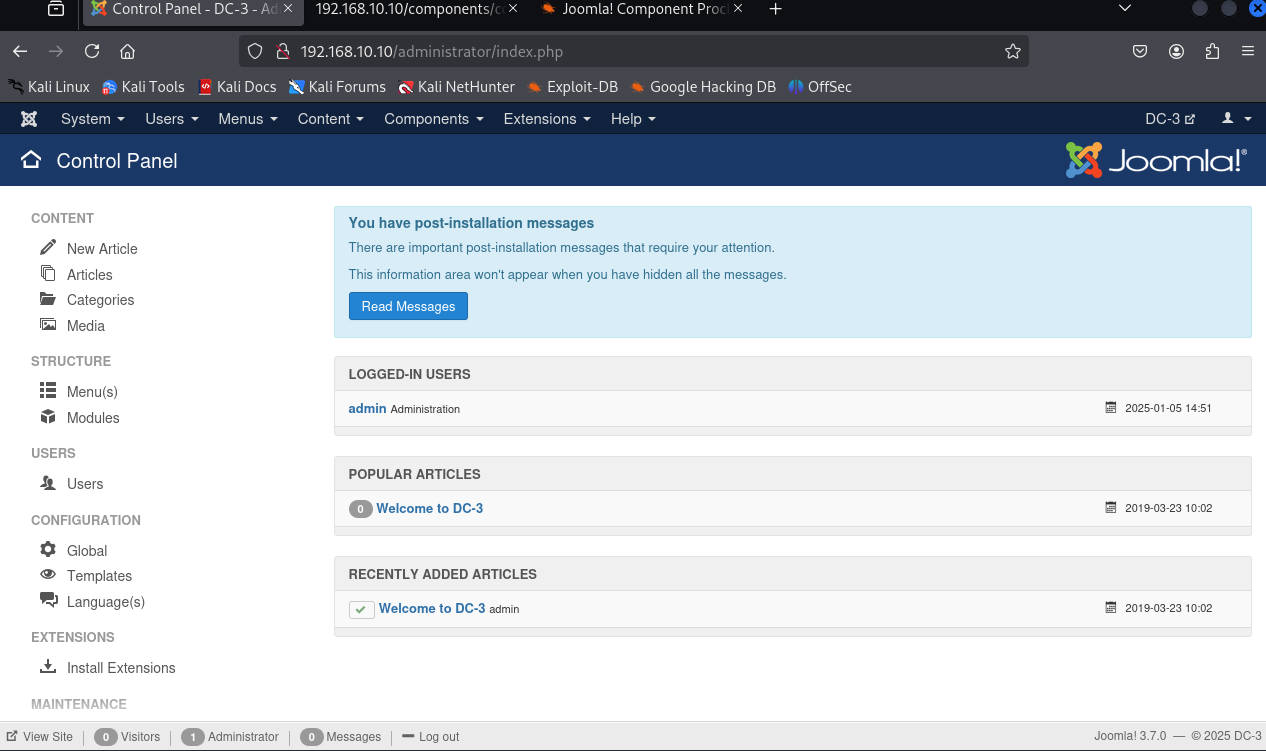 Control Panel - DC-3 - Ad
192.168.10.10/components/c
Joomla! Component Proc
192.168.10.10/administrator/index.php
Kali Linux Kali Tools Kali Docs Kali Forums Kali NetHunter Exploit-DB Google Hacking DB OffSec
System Users Menus Content Components Extensions Help DC-3
Control Panel Joomla!®
CONTENT
New Article
Articles
Categories
Media
STRUCTURE
Menu(s)
Modules
USERS
Users
CONFIGURATION
Global
Templates
Language(s)
EXTENSIONS
Install Extensions
MAINTENANCE
You have post-installation messages
There are important post-installation messages that require your attention.
This information area won't appear when you have hidden all the messages.
Read Messages
LOGGED-IN USERS
admin Administration 2025-01-05 14:51
POPULAR ARTICLES
0 Welcome to DC-3 2019-03-23 10:02
RECENTLY ADDED ARTICLES
Welcome to DC-3 admin 2019-03-23 10:02
View Site 0 Visitors 1 Administrator 0 Messages Log out Joomla! 3.7.0 — © 2025 DC-3